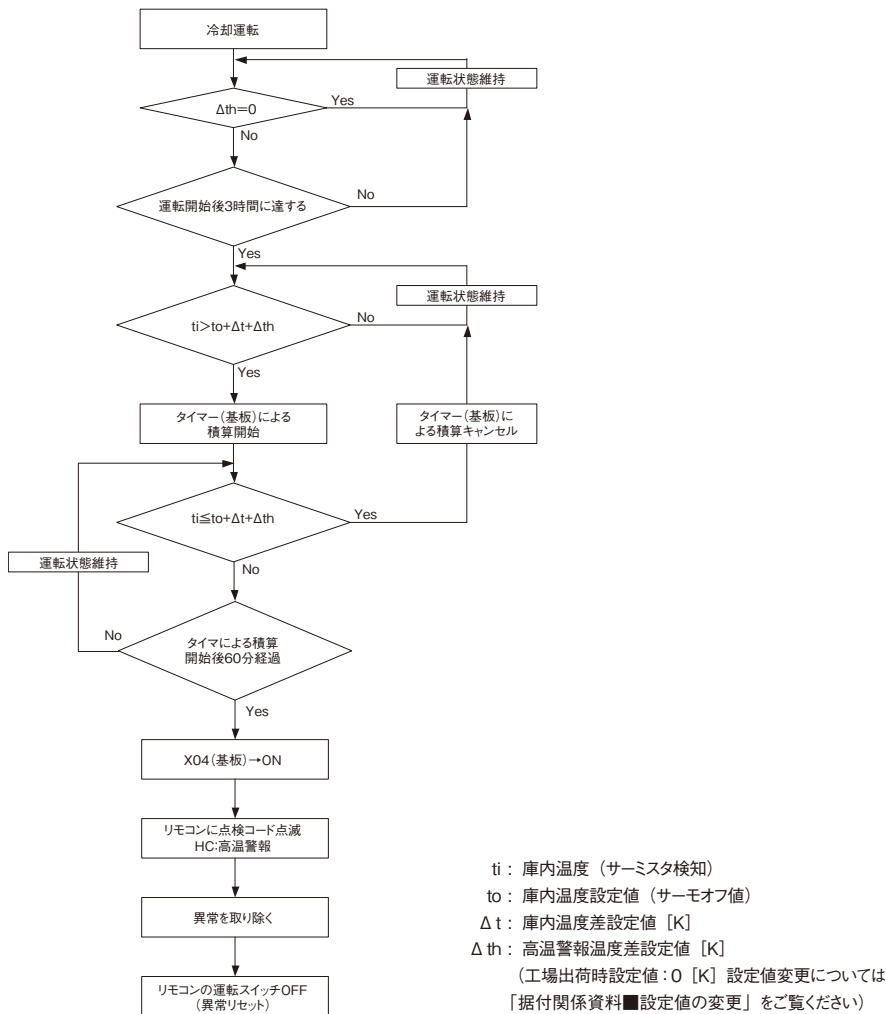 冷却運転
運転状態維持
Δth=0
Yes
No
運転開始後3時間に達する
No
Yes
運転状態維持
ti>to+Δt+Δth
No
Yes
タイマー(基板)による
積算開始
タイマー(基板)に
よる積算キャンセル
ti≦to+Δt+Δth
Yes
運転状態維持
No
タイマによる積算
開始後60分経過
No
Yes
X04(基板)→ON
リモコンに点検コード点滅
HC:高温警報
異常を取り除く
リモコンの運転スイッチOFF
(異常リセット)
ti : 庫内温度(サーミスタ検知)
to : 庫内温度設定値(サーモオフ値)
Δt : 庫内温度差設定値[K]
Δth : 高温警報温度差設定値[K]
(工場出荷時設定値:0[K]設定値変更については
「据付関係資料■設定値の変更」をご覧ください)